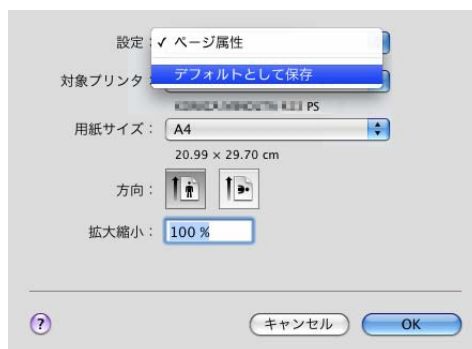 設定: ✓ ページ属性
デフォルトとして保存
対象プリンタ:
PS
用紙サイズ: A4
20.99 × 29.70 cm
方向:
拡大縮小: 100 %
? キャンセル OK